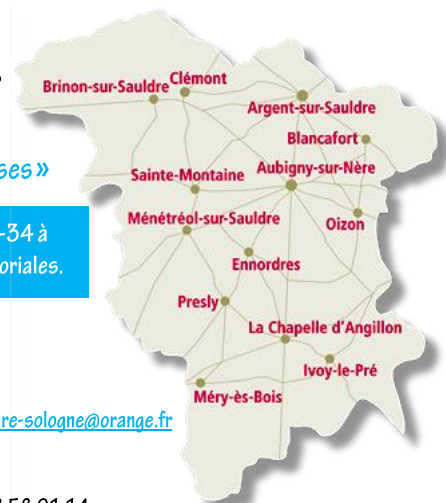 Clémont
Brinon-sur-Sauldre
Argent-sur-Sauldre
Blancafort
ses »
Sainte-Montaine
Aubigny-sur-Nère
-34 à
Ménétréol-sur-Sauldre
Oizon
oriales.
Ennordres
Presly
La Chapelle d'Angillon
Ivoy-le-Pré
Méry-ès-Bois
re-sologne@orange.fr